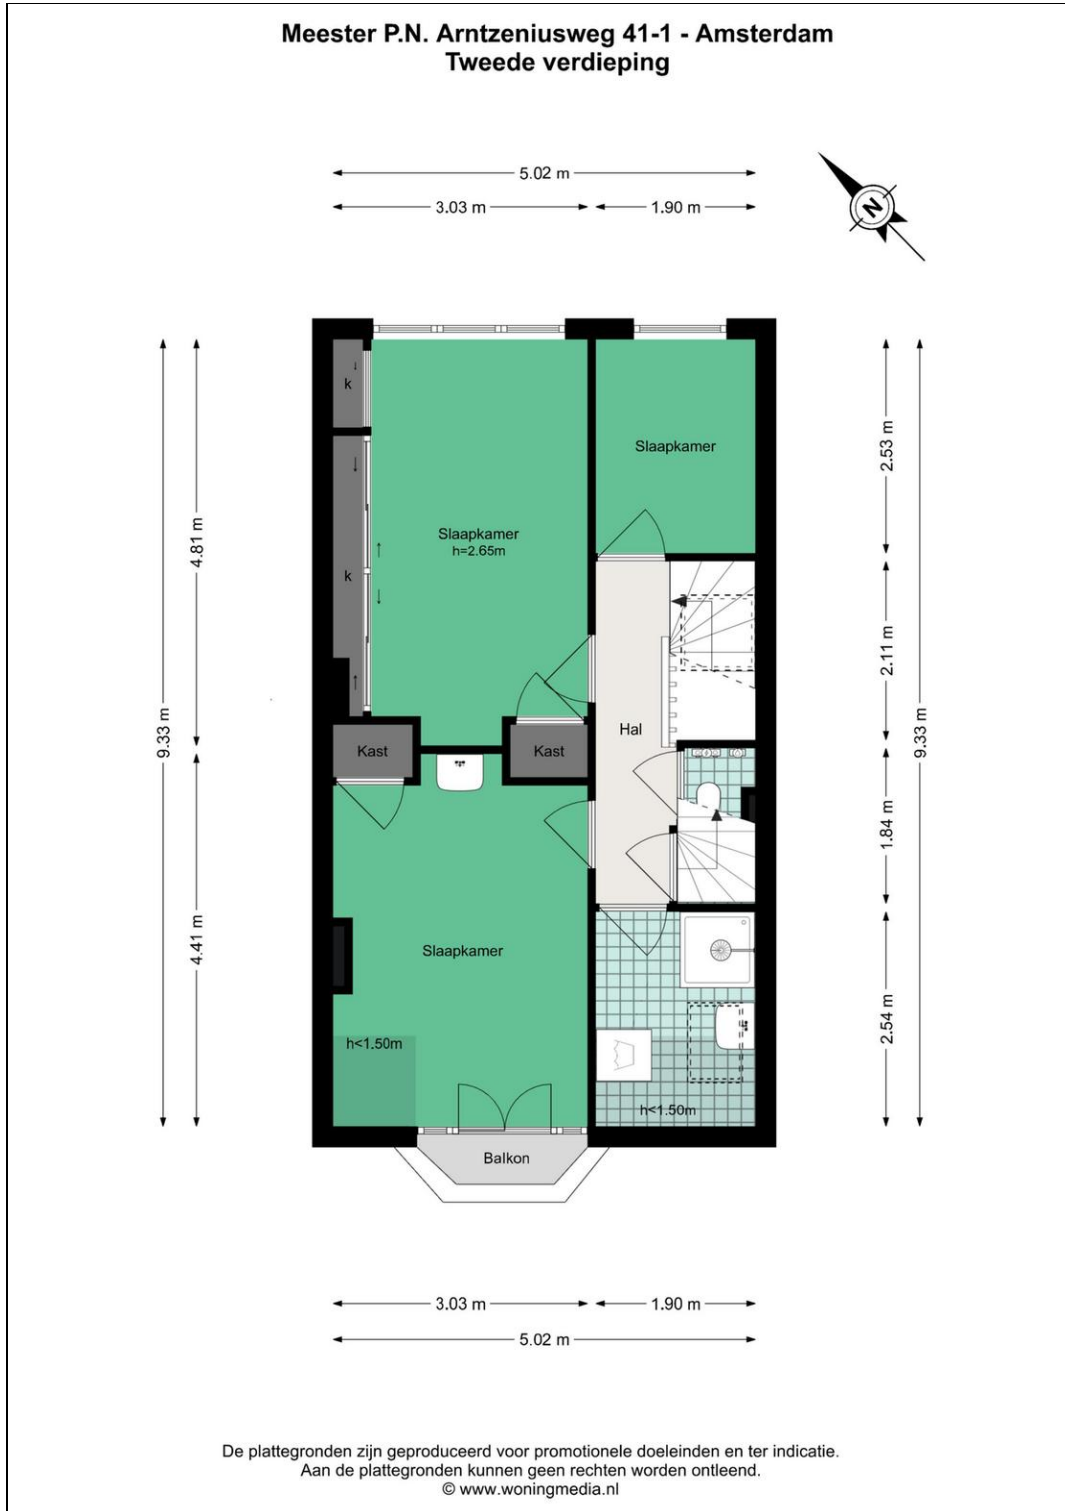 Meester P.N. Arntzeniusweg 41-1 - Amsterdam
Tweede verdieping
5.02 m
3.03 m
1.90 m
N
k
Slaapkamer
2.53 m
Slaapkamer
h=2.65m
4.81 m
k
2.11 m
9.33 m
9.33 m
Hal
Kast
Kast
1.84 m
4.41 m
Slaapkamer
2.54 m
h<1.50m
h<1.50m
Balkon
3.03 m
1.90 m
5.02 m
De plattegronden zijn geproduceerd voor promotionele doeleinden en ter indicatie.
Aan de plattegronden kunnen geen rechten worden ontleend.
© www.woningmedia.nl